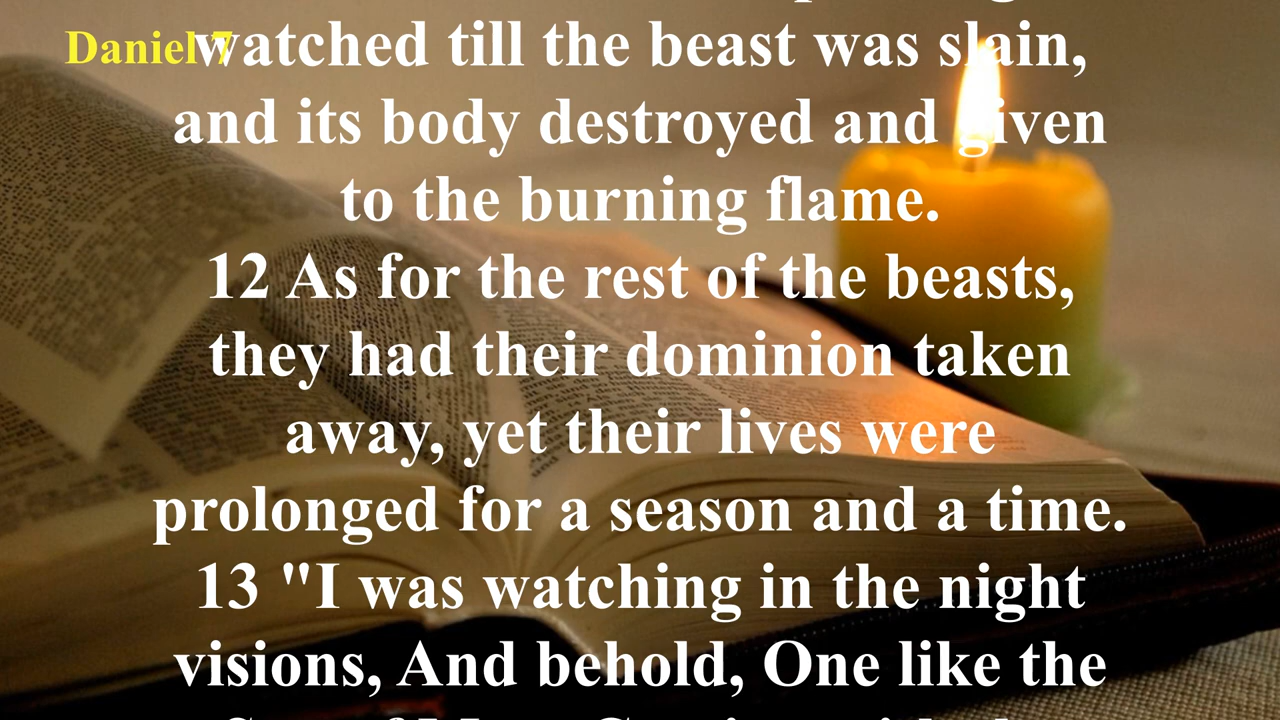 Daniel 7
watched till the beast was slain,
and its body destroyed and given
to the burning flame.
12 As for the rest of the beasts,
they had their dominion taken
away, yet their lives were
prolonged for a season and a time.
13 "I was watching in the night
visions, And behold, One like the